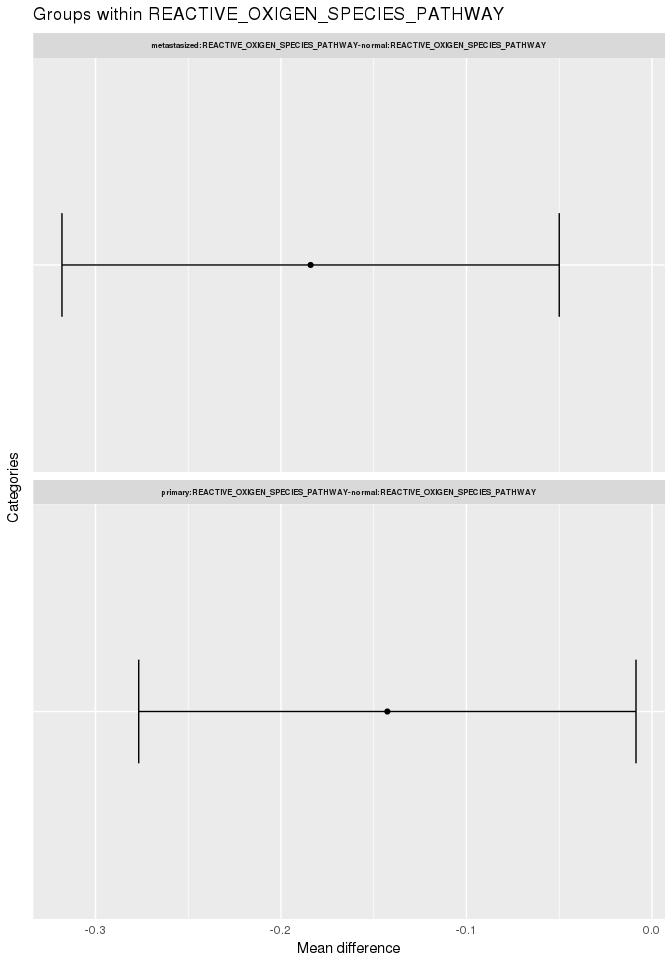 Groups within REACTIVE_OXIGEN_SPECIES_PATHWAY
metastasized:REACTIVE_OXIGEN_SPECIES_PATHWAY-normal:REACTIVE_OXIGEN_SPECIES_PATHWAY
Categories
primary:REACTIVE_OXIGEN_SPECIES_PATHWAY-normal:REACTIVE_OXIGEN_SPECIES_PATHWAY
-0.3 -0.2 -0.1 0.0
Mean difference